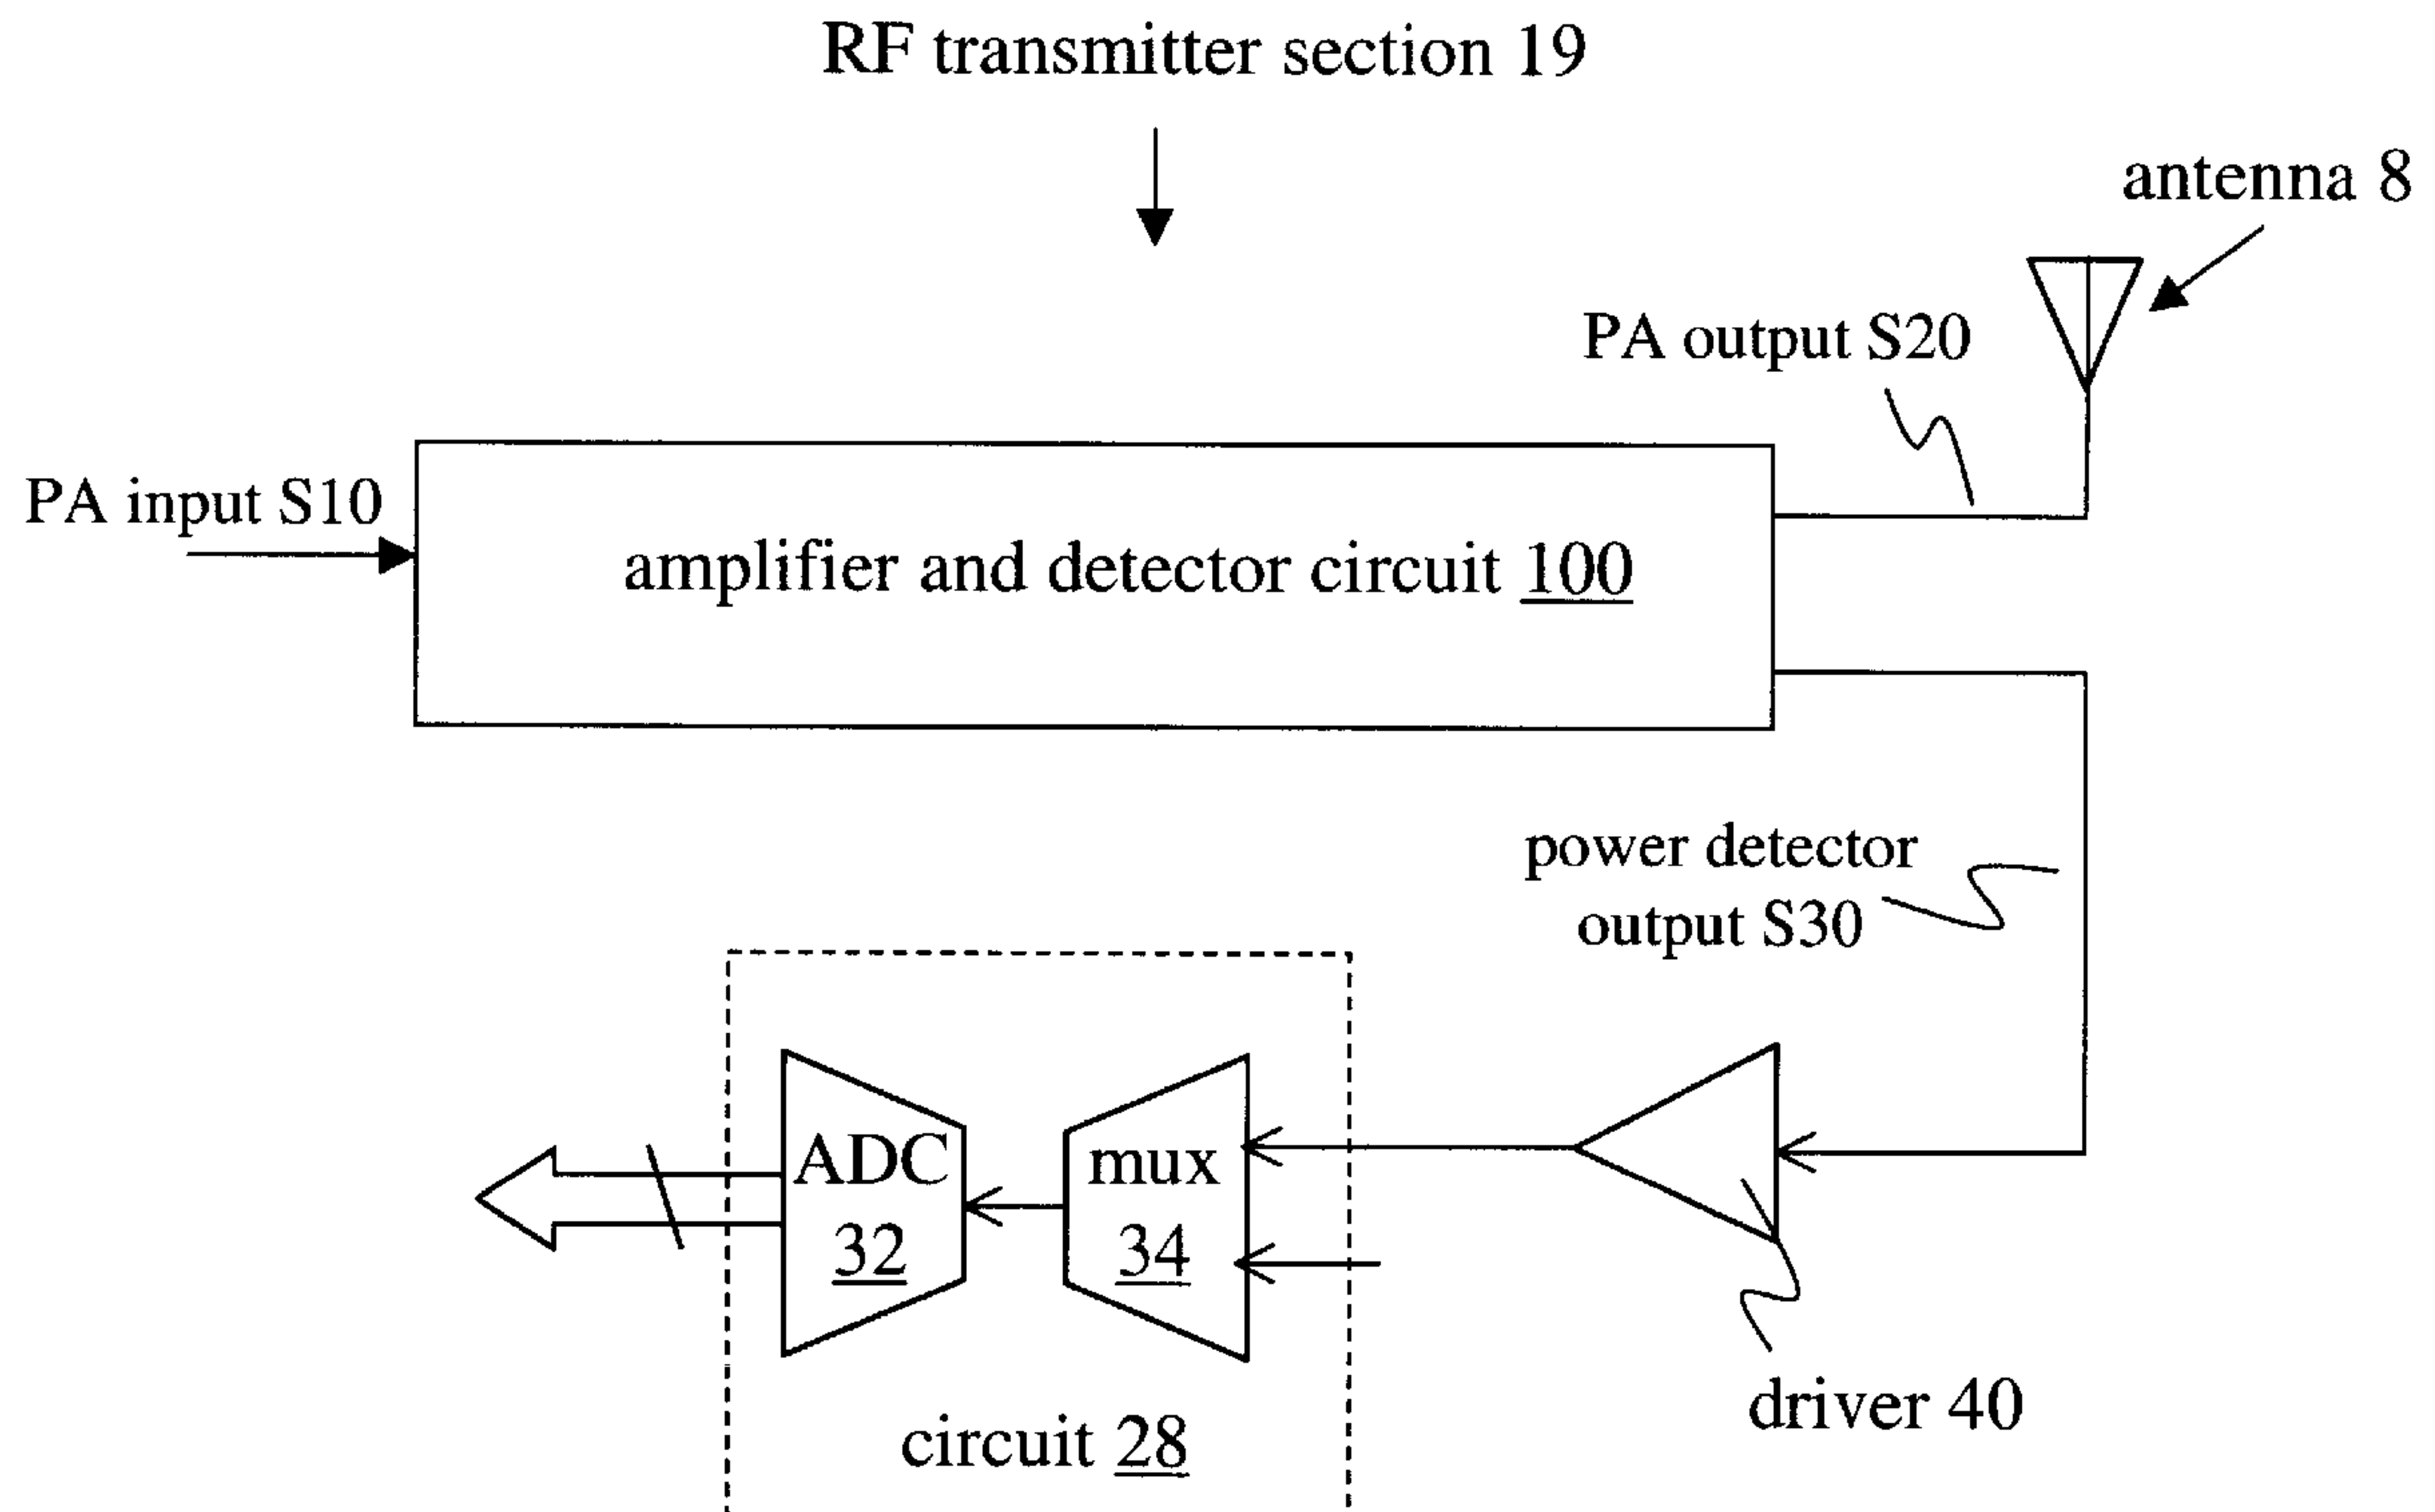 RF transmitter section 19
antenna 8
PA output S20
PA input S10
amplifier and detector circuit 100
power detector
output S30
ADC
32
mux
34
driver 40
circuit 28